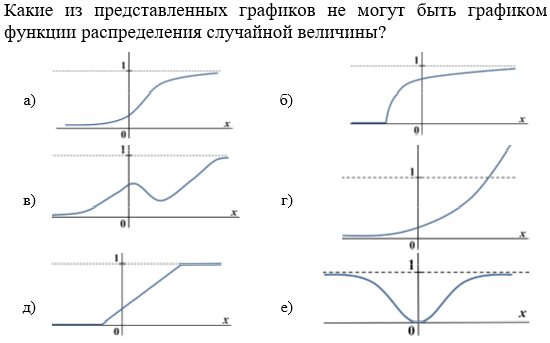 Какие из представленных графиков не могут быть графиком
функции распределения случайной величины?
а)
1
x
0
б)
1
x
0
в)
1
x
0
г)
1
x
0
д)
1
x
0
е)
1
x
0